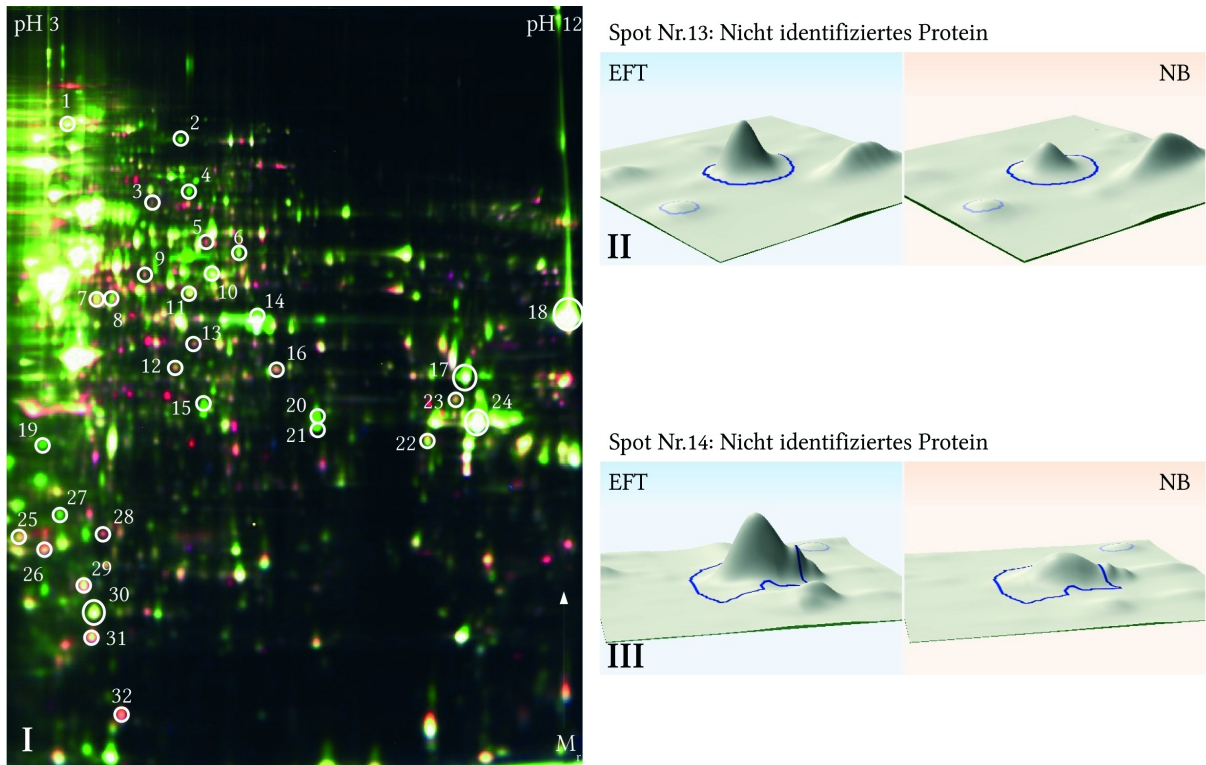 pH 3
pH 12
1
2
3
4
5
6
7
8
9
10
11
12
13
14
15
16
17
18
19
20
21
22
23
24
25
26
27
28
29
30
31
32
I
Mr
Spot Nr.13: Nicht identifiziertes Protein
EFT
NB
II
Spot Nr.14: Nicht identifiziertes Protein
EFT
NB
III